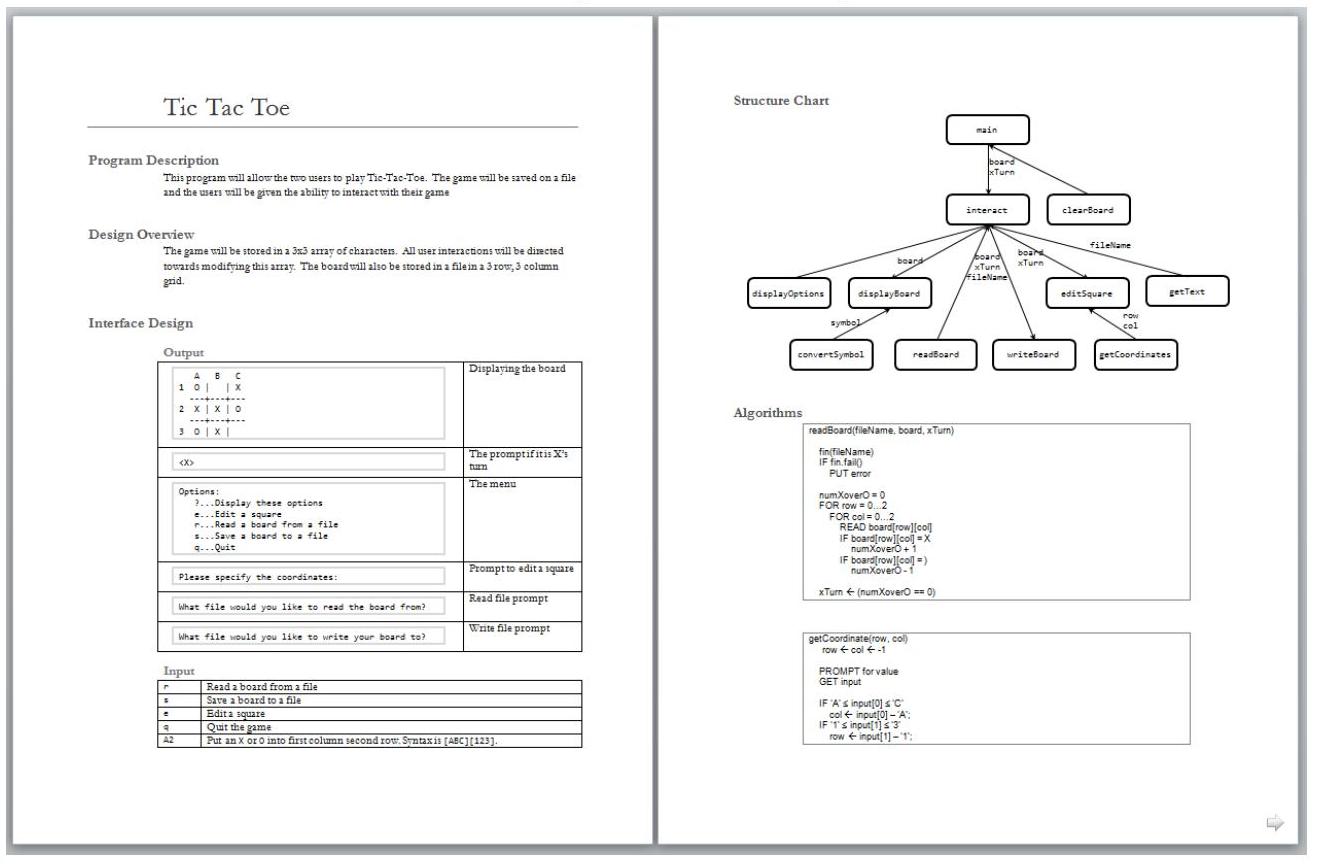 Tic Tac Toe
Program Description
This program will allow the two users to play Tic-Tac-Toe. The game will be saved on a file
and the users will be given the ability to interact with their game
Design Overview
The game will be stored in a 3x3 array of characters. All user interactions will be directed
towards modifying this array. The board will also be stored in a file in a 3 row, 3 column
grid.
Interface Design
Output
A B C
1 O | | X
---+---+---
2 X | X | O
---+---+---
3 O | X |
Displaying the board
<X>
The prompt if it is X's
turn
Options:
?...Display these options
e...Edit a square
r...Read a board from a file
s...Save a board to a file
q...Quit
The menu
Please specify the coordinates:
Prompt to edit a square
What file would you like to read the board from?
Read file prompt
What file would you like to write your board to?
Write file prompt
Input
r Read a board from a file
s Save a board to a file
e Edit a square
q Quit the game
A2 Put an X or O into first column second row. Syntax is [ABC][123].
Structure Chart
main
board
xTurn
interact
clearBoard
fileName
board
board
xTurn
fileName
board
xTurn
displayOptions
displayBoard
editSquare
getText
symbol
row
col
convertSymbol
readBoard
writeBoard
getCoordinates
Algorithms
readBoard(fileName, board, xTurn)
fin(fileName)
IF fin.fail()
PUT error
numXoverO = 0
FOR row = 0...2
FOR col = 0...2
READ board[row][col]
IF board[row][col] = X
numXoverO + 1
IF board[row][col] = )
numXoverO - 1
xTurn ← (numXoverO == 0)
getCoordinate(row, col)
row ← col ← -1
PROMPT for value
GET input
IF 'A' ≤ input[0] ≤ 'C'
col ← input[0] – 'A';
IF '1' ≤ input[1] ≤ '3'
row ← input[1] – '1';